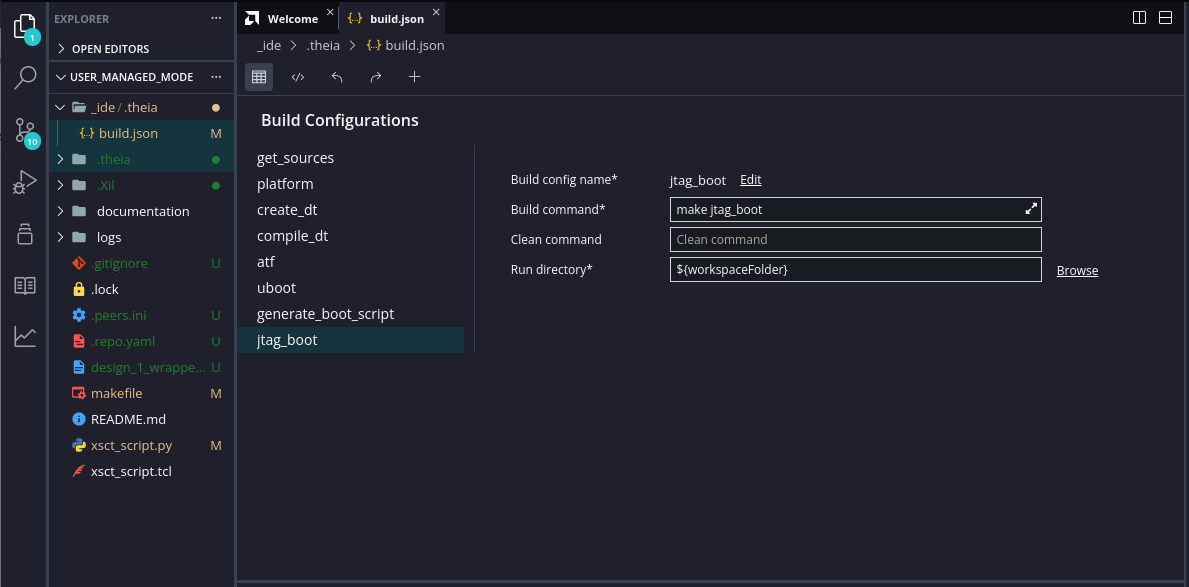 EXPLORER
1
OPEN EDITORS
USER_MANAGED_MODE
_ide / .theia
build.json M
.theia
10
.Xil
documentation
logs
.gitignore U
.lock
.peers.ini U
.repo.yaml U
design_1_wrappe... U
makefile M
README.md
xsct_script.py M
xsct_script.tcl
Welcome
build.json
_ide > .theia > {..} build.json
Build Configurations
get_sources
platform
create_dt
compile_dt
atf
uboot
generate_boot_script
jtag_boot
Build config name* jtag_boot Edit
Build command* make jtag_boot
Clean command Clean command
Run directory* ${workspaceFolder} Browse